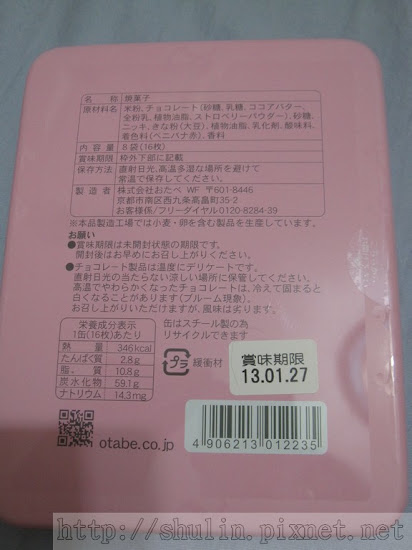 名　称 焼菓子
原材料名 米粉、チョコレート(砂糖、乳糖、ココアバター、
全粉乳、植物油脂、ストロベリーパウダー)、砂糖、
ニッキ、きな粉(大豆)、植物油脂、乳化剤、酸味料、
着色料(ベニバナ赤)、香料
内 容 量 8袋(16枚)
賞味期限 枠外下部に記載
保存方法 直射日光、高温多湿な場所を避けて
常温で保存してください。
製 造 者 株式会社おたべ WF 〒601-8446
京都市南区西九条高畠町35-2
お客様係/フリーダイヤル0120-8284-39
※本品製造工場では小麦・卵を含む製品を生産しています。
お願い
●賞味期限は未開封状態の期限です。
開封後はお早めにお召し上がりください。
●チョコレート製品は温度にデリケートです。
直射日光の当たらない涼しい場所に保管してください。
高温でやわらかくなったチョコレートは、冷えて固まると
白くなることがあります(ブルーム現象)。
お召し上がりいただけますが、風味は劣ります。
栄養成分表示
1缶(16枚)あたり
熱　量 346kcal
たんぱく質 2.8g
脂　質 10.8g
炭水化物 59.1g
ナトリウム 14.3mg
缶はスチール製の為
リサイクルできます
プラ 緩衝材
賞味期限
13.01.27
otabe.co.jp
4 906213 012235
http://shulin.pixnet.net